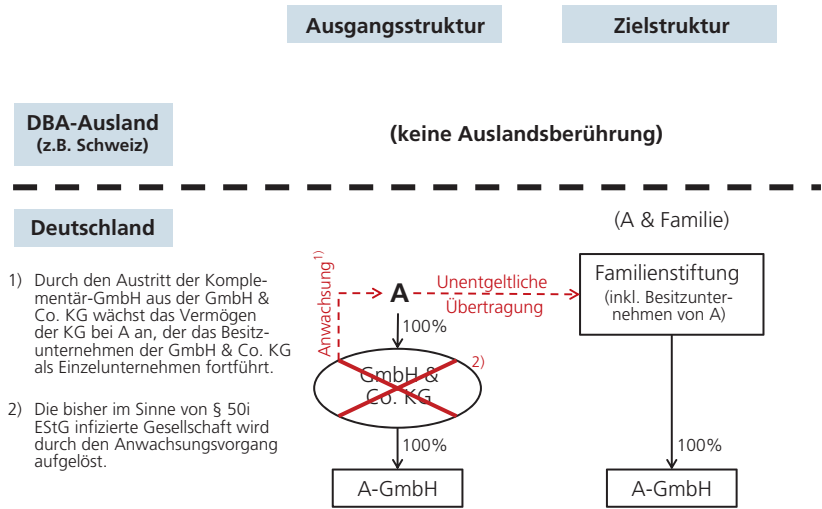 Ausgangsstruktur
Zielstruktur
DBA-Ausland
(z.B. Schweiz)
(keine Auslandsberührung)
Deutschland
1) Durch den Austritt der Komple-
mentär-GmbH aus der GmbH &
Co. KG wächst das Vermögen
der KG bei A an, der das Besitz-
unternehmen der GmbH & Co. KG
als Einzelunternehmen fortführt.
2) Die bisher im Sinne von § 50i
EStG infizierte Gesellschaft wird
durch den Anwachsungsvorgang
aufgelöst.
Anwachsung1)
A
Unentgeltliche
Übertragung
100%
GmbH &
Co. KG
2)
100%
A-GmbH
(A & Familie)
Familienstiftung
(inkl. Besitzunter-
nehmen von A)
100%
A-GmbH